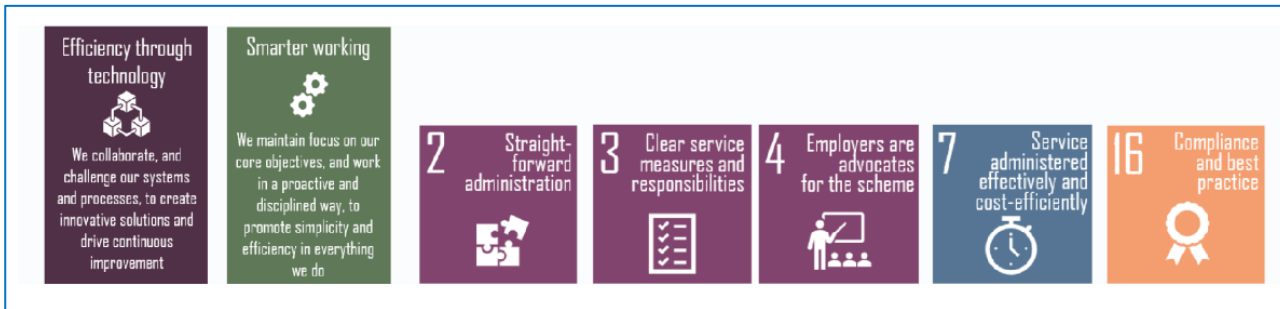 Efficiency through
technology
We collaborate, and
challenge our systems
and processes, to create
innovative solutions and
drive continuous
improvement
Smarter working
We maintain focus on our
core objectives, and work
in a proactive and
disciplined way, to
promote simplicity and
efficiency in everything
we do
2
Straight-
forward
administration
3
Clear service
measures and
responsibilities
4
Employers are
advocates
for the scheme
7
Service
administered
effectively and
cost-efficiently
16
Compliance
and best
practice